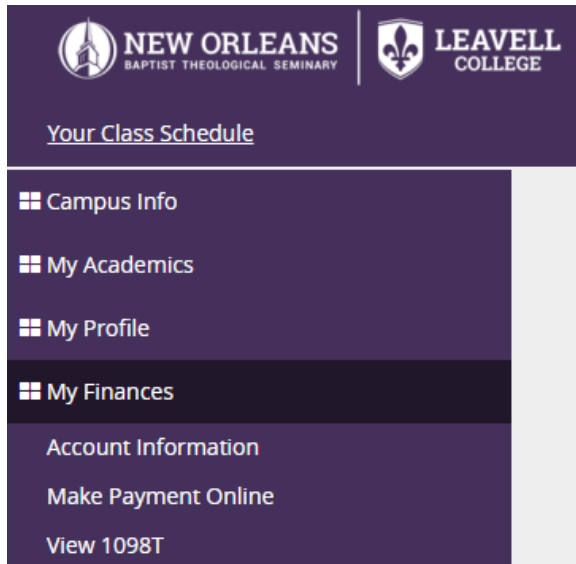 NEW ORLEANS
BAPTIST THEOLOGICAL SEMINARY
LEAVELL
COLLEGE
Your Class Schedule
Campus Info
My Academics
My Profile
My Finances
Account Information
Make Payment Online
View 1098T